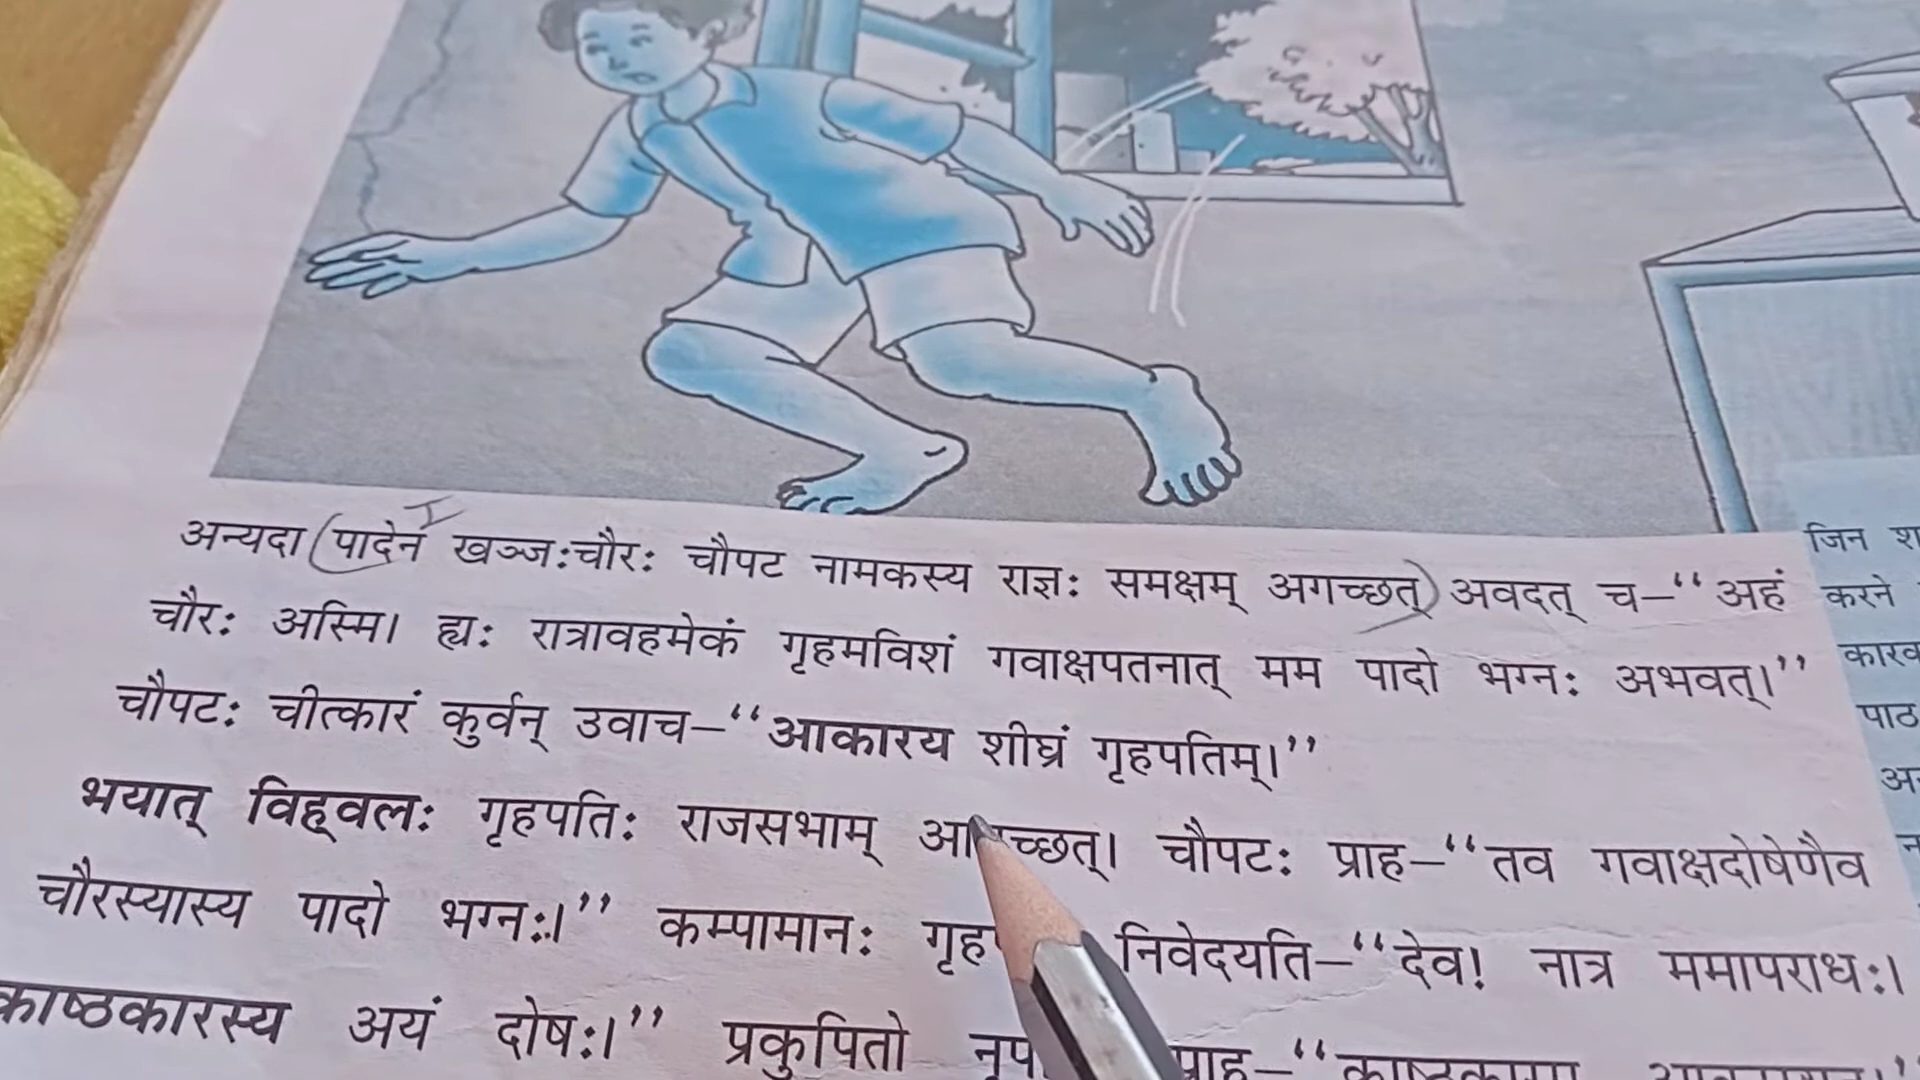 अन्यदा (पादेन खञ्ज:चौर: चौपट नामकस्य राज्ञ: समक्षम् अगच्छत्) अवदत् च–‘‘अहं
चौर: अस्मि। ह्य: रात्रावहमेकं गृहमविशं गवाक्षपतनात् मम पादो भग्न: अभवत्।’’
चौपट: चीत्कारं कुर्वन् उवाच–‘‘आकारय शीघ्रं गृहपतिम्।’’
भयात् विह्वल: गृहपति: राजसभाम् च्छत्। चौपट: प्राह–‘‘तव गवाक्षदोषेणैव
चौरस्यास्य पादो भग्न:।’’ कम्पामान: गृह निवेदयति–‘‘देव! नात्र ममापराध:।
काष्ठकारस्य अयं दोष:।’’ प्रकुपितो नृप प्राह–‘‘
जिन
करने
पाठ